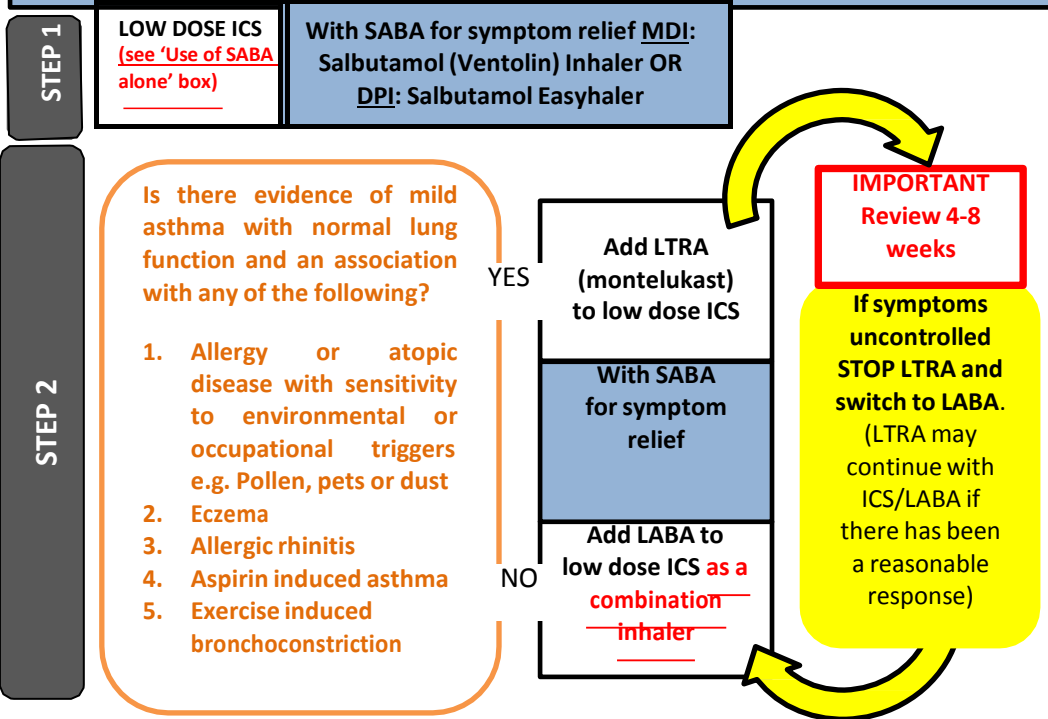 STEP 1
LOW DOSE ICS
(see ‘Use of SABA
alone’ box)
With SABA for symptom relief MDI:
Salbutamol (Ventolin) Inhaler OR
DPI: Salbutamol Easyhaler
STEP 2
Is there evidence of mild
asthma with normal lung
function and an association
with any of the following?
1. Allergy or atopic
disease with sensitivity
to environmental or
occupational triggers
e.g. Pollen, pets or dust
2. Eczema
3. Allergic rhinitis
4. Aspirin induced asthma
5. Exercise induced
bronchoconstriction
YES
Add LTRA
(montelukast)
to low dose ICS
With SABA
for symptom
relief
NO
Add LABA to
low dose ICS as a
combination
inhaler
IMPORTANT
Review 4-8
weeks
If symptoms
uncontrolled
STOP LTRA and
switch to LABA.
(LTRA may
continue with
ICS/LABA if
there has been
a reasonable
response)